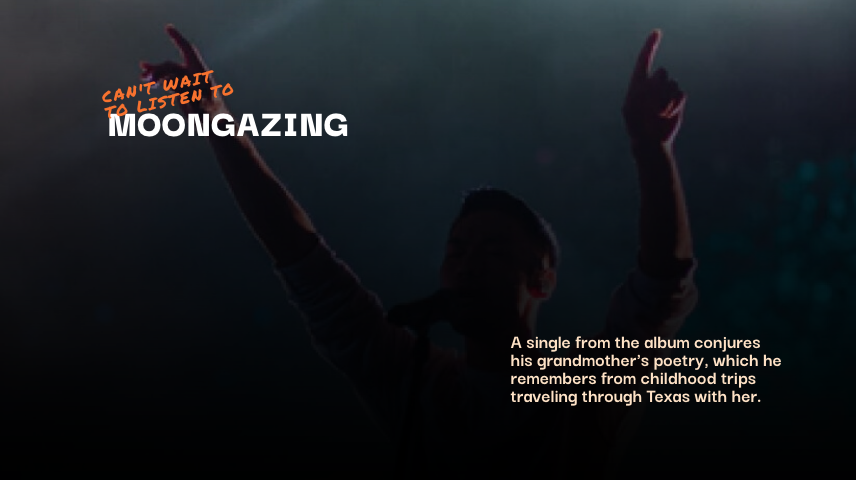 CAN'T WAIT
TO LISTEN TO
MOONGAZING
A single from the album conjures
his grandmother's poetry, which he
remembers from childhood trips
traveling through Texas with her.